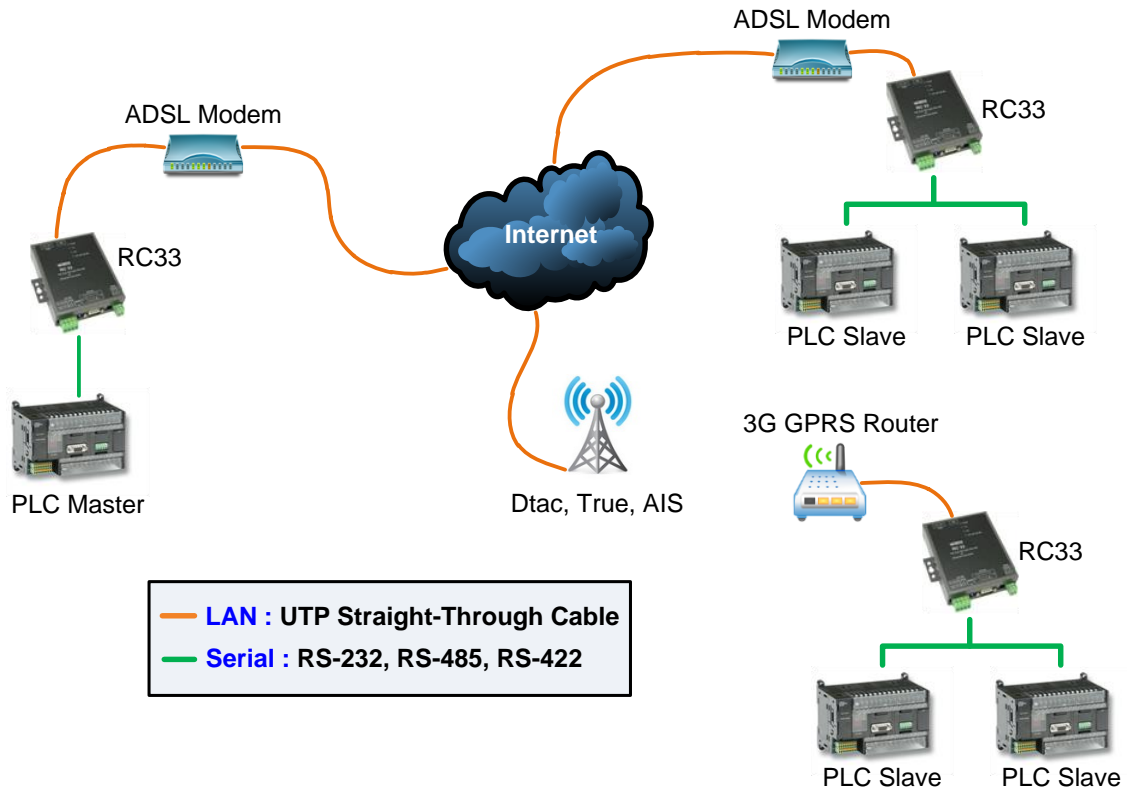 ADSL Modem
ADSL Modem
RC33
RC33
Internet
PLC Slave
PLC Slave
PLC Master
Dtac, True, AIS
3G GPRS Router
RC33
LAN : UTP Straight-Through Cable
Serial : RS-232, RS-485, RS-422
PLC Slave
PLC Slave